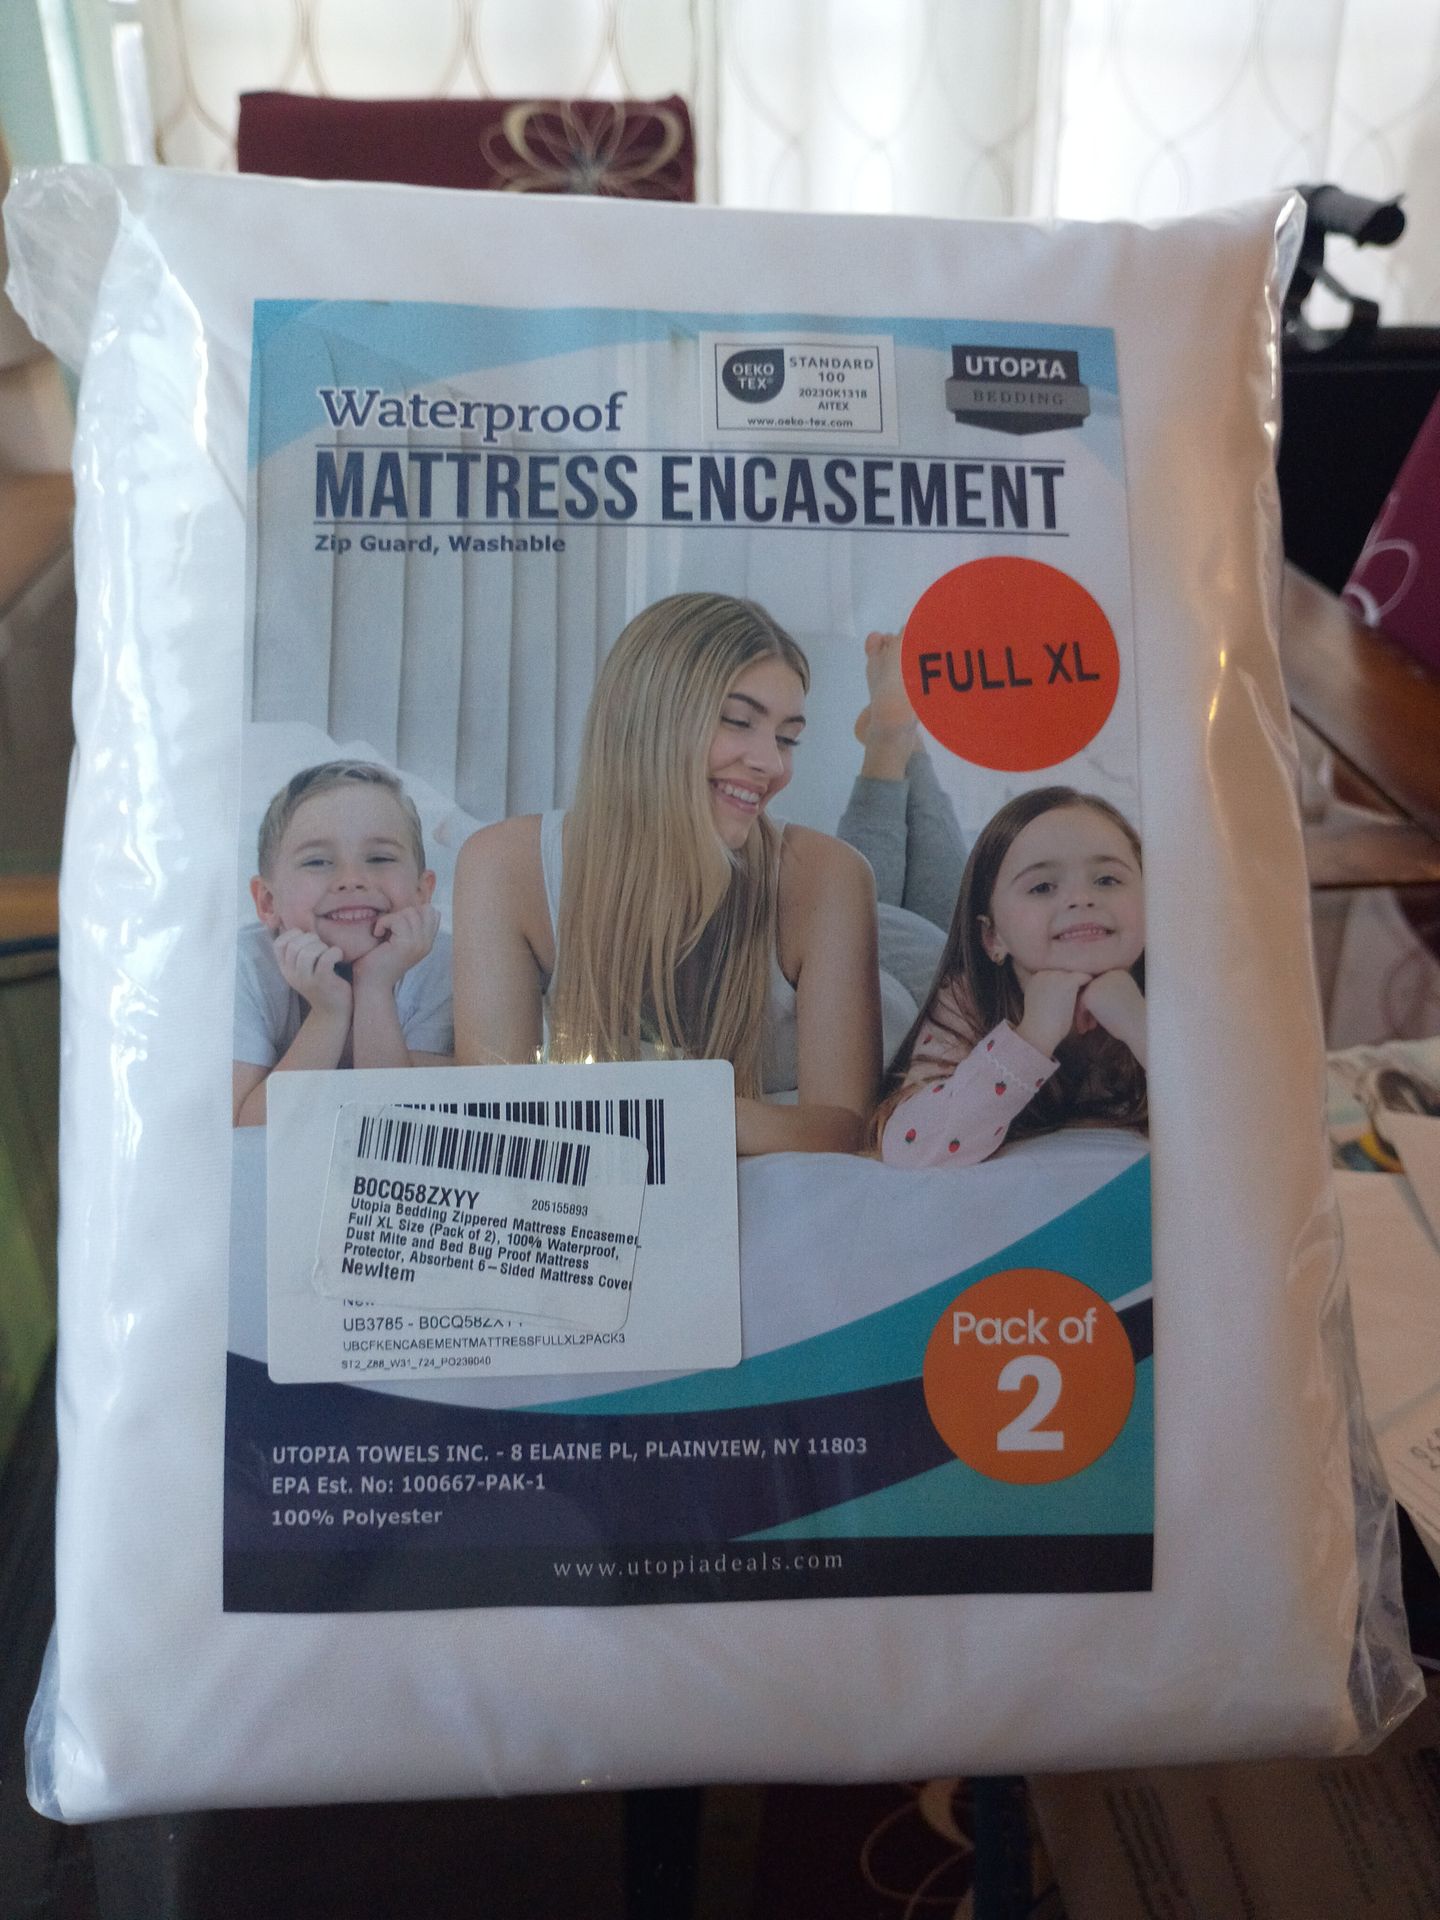 OEKO
TEX®
STANDARD
100
2023OK1318
AITEX
www.oeko-tex.com
UTOPIA
BEDDING
Waterproof
MATTRESS ENCASEMENT
Zip Guard, Washable
FULL XL
B0CQ58ZXYY
205155893
Utopia Bedding Zippered Mattress Encasemen
Full XL Size (Pack of 2), 100% Waterproof,
Dust Mite and Bed Bug Proof Mattress
Protector, Absorbent 6-Sided Mattress Cover
NewItem
UB3785 - B0CQ58ZXYY
UBCFKENCASEMENTMATTRESSFULLXL2PACK3
ST2_Z88_W31_724_PO239040
Pack of
2
UTOPIA TOWELS INC. - 8 ELAINE PL, PLAINVIEW, NY 11803
EPA Est. No: 100667-PAK-1
100% Polyester
www.utopiadeals.com